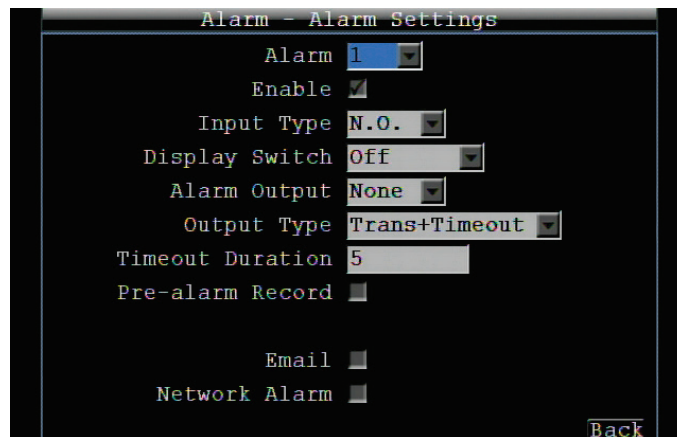 Alarm - Alarm Settings
Alarm 1
Enable
Input Type N.O.
Display Switch Off
Alarm Output None
Output Type Trans+Timeout
Timeout Duration 5
Pre-alarm Record
Email
Network Alarm
Back